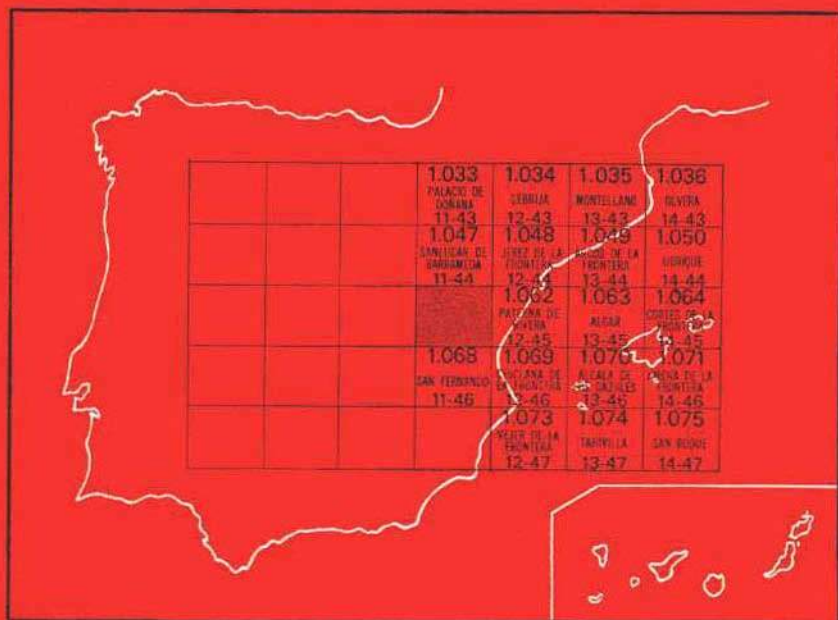 1.033 1.034 1.035 1.036
PALACIO DE DOÑANA LEBRIJA MONTELLANO OLVERA
11-43 12-43 13-43 14-43
1.047 1.048 1.049 1.050
SANLUCAR DE BARRAMEDA JEREZ DE LA FRONTERA ARCOS DE LA FRONTERA UBRIQUE
11-44 12-44 13-44 14-44
1.062 1.063 1.064
PATERNA DE RIVERA ALGAR CORTES DE LA FRONTERA
12-45 13-45 14-45
1.068 1.069 1.070 1.071
SAN FERNANDO CHICLANA DE LA FRONTERA ALCALA DE LOS GAZULES JIMENA DE LA FRONTERA
11-46 12-46 13-46 14-46
1.073 1.074 1.075
VEJER DE LA FRONTERA TAHIVILLA SAN ROQUE
12-47 13-47 14-47